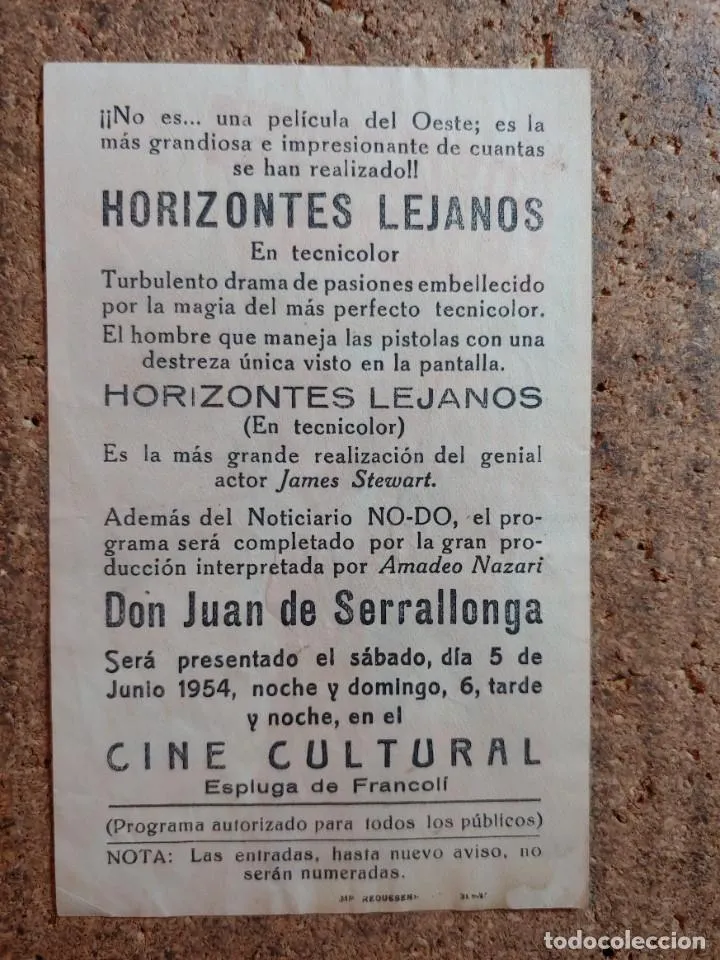 ¡¡No es... una película del Oeste; es la
más grandiosa e impresionante de cuantas
se han realizado!!
HORIZONTES LEJANOS
En tecnicolor
Turbulento drama de pasiones embellecido
por la magia del más perfecto tecnicolor.
El hombre que maneja las pistolas con una
destreza única visto en la pantalla.
HORIZONTES LEJANOS
(En tecnicolor)
Es la más grande realización del genial
actor James Stewart.
Además del Noticiario NO-DO, el pro-
grama será completado por la gran pro-
ducción interpretada por Amadeo Nazari
Don Juan de Serrallonga
Será presentado el sábado, día 5 de
Junio 1954, noche y domingo, 6, tarde
y noche, en el
CINE CULTURAL
Espluga de Francolí
(Programa autorizado para todos los públicos)
NOTA: Las entradas, hasta nuevo aviso, no
serán numeradas.
todocoleccion